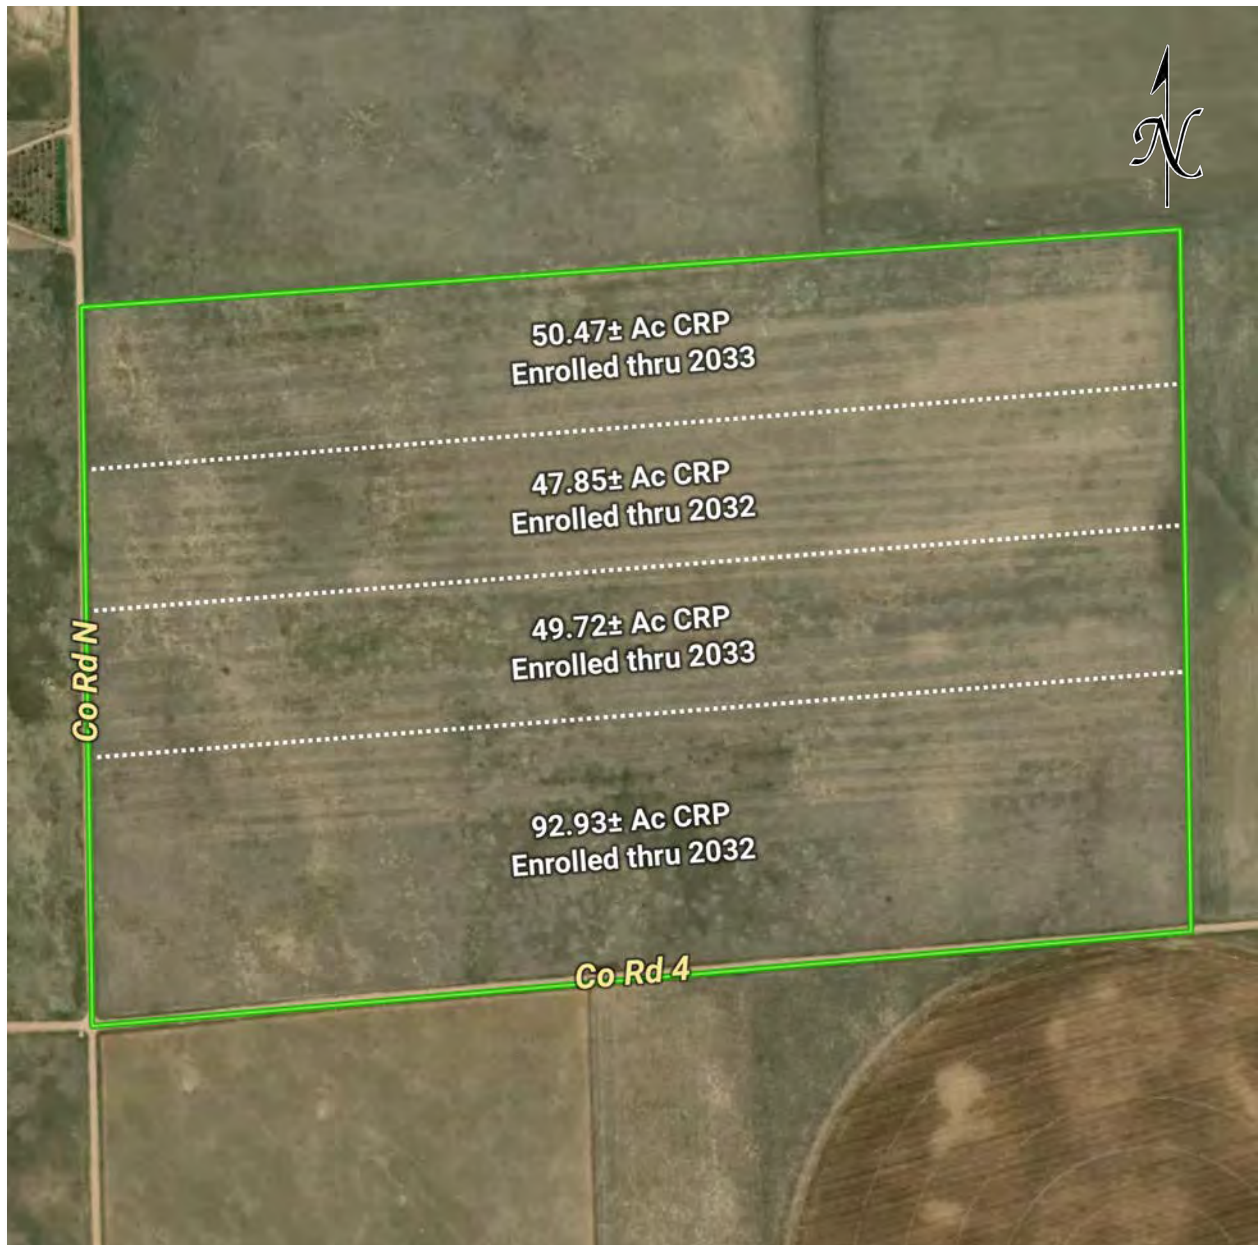 N
50.47± Ac CRP
Enrolled thru 2033
47.85± Ac CRP
Enrolled thru 2032
49.72± Ac CRP
Enrolled thru 2033
Co Rd N
92.93± Ac CRP
Enrolled thru 2032
Co Rd 4